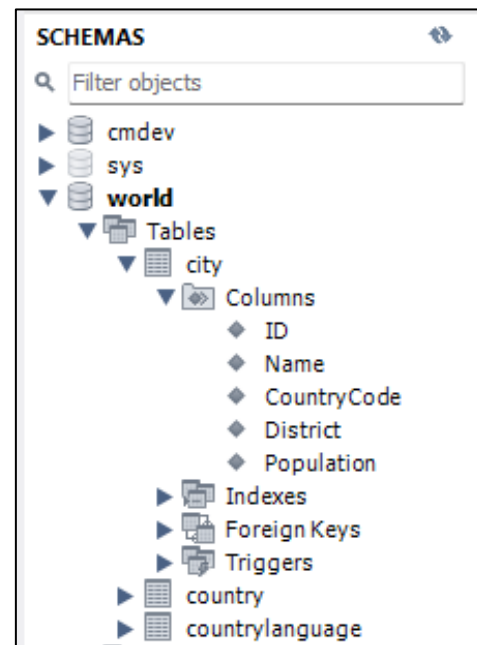 SCHEMAS
Filter objects
cmdev
sys
world
Tables
city
Columns
ID
Name
CountryCode
District
Population
Indexes
Foreign Keys
Triggers
country
countrylanguage